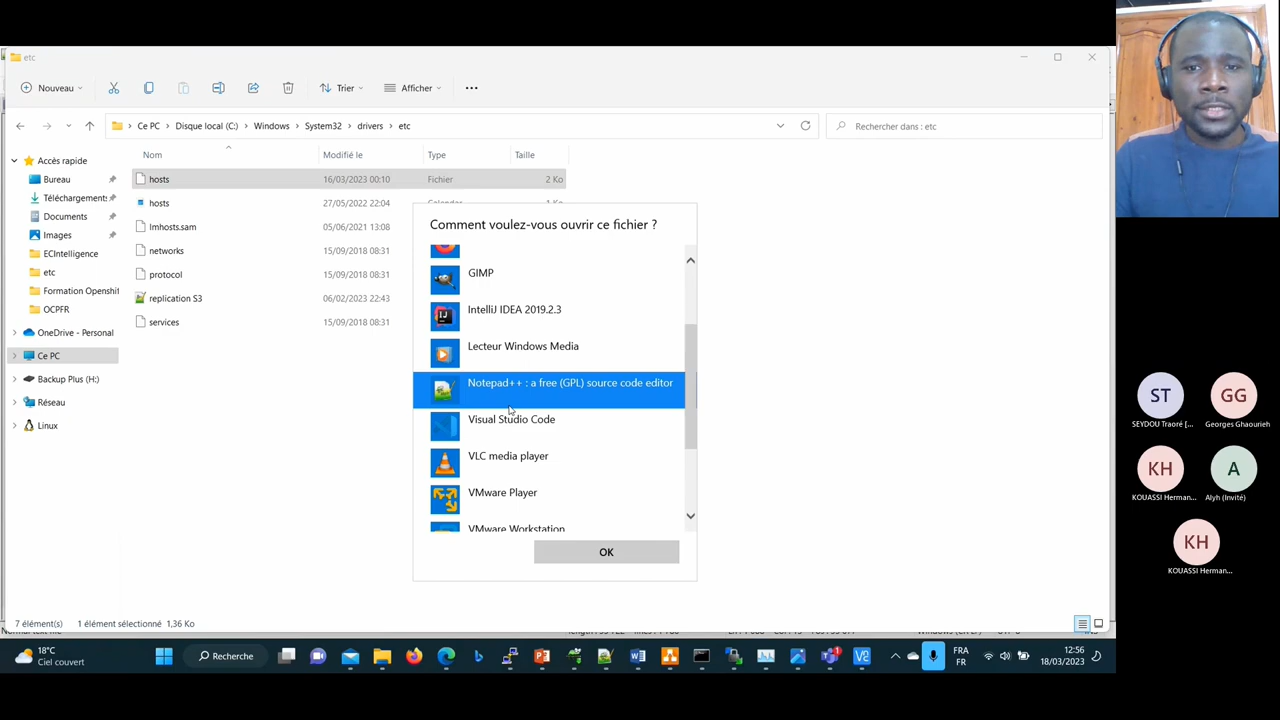 etc
Nouveau
Trier
Afficher
Ce PC > Disque local (C:) > Windows > System32 > drivers > etc
Rechercher dans : etc
Accès rapide
Bureau
Téléchargement:
Documents
Images
ECIntelligence
etc
Formation Openshit
OCPFR
OneDrive - Personal
Ce PC
Backup Plus (H:)
Réseau
Linux
Nom Modifié le Type Taille
hosts 16/03/2023 00:10 Fichier 2 Ko
hosts 27/05/2022 22:04 Calendar 1 Ko
lmhosts.sam 05/06/2021 13:08
networks 15/09/2018 08:31
protocol 15/09/2018 08:31
replication S3 06/02/2023 22:43
services 15/09/2018 08:31
Comment voulez-vous ouvrir ce fichier ?
GIMP
IntelliJ IDEA 2019.2.3
Lecteur Windows Media
Notepad++ : a free (GPL) source code editor
Visual Studio Code
VLC media player
VMware Player
VMware Workstation
OK
7 élément(s) 1 élément sélectionné 1,36 Ko
18°C
Ciel couvert
Recherche
FRA
FR
12:56
18/03/2023
ST
SEYDOU Traoré [...
GG
Georges Ghaourieh
KH
KOUASSI Herman...
A
Alyh (Invité)
KH
KOUASSI Herman...